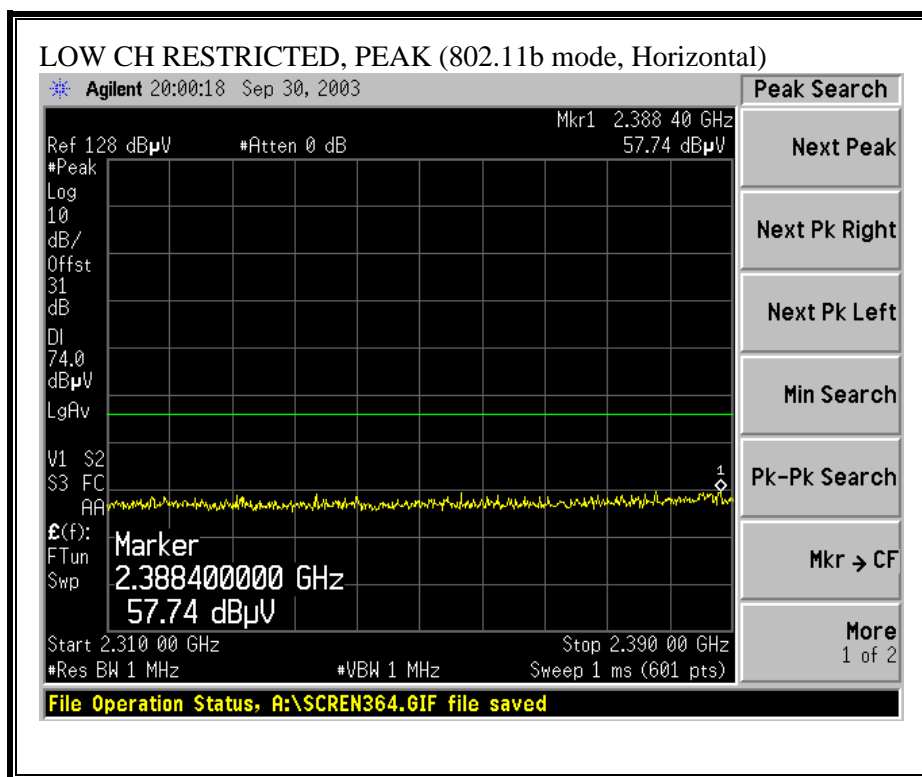 LOW CH RESTRICTED, PEAK (802.11b mode, Horizontal)
Agilent 20:00:18 Sep 30, 2003
Peak Search
Mkr1 2.388 40 GHz
Ref 128 dBµV #Atten 0 dB 57.74 dBµV
Next Peak
#Peak
Log
10
dB/
Offst
31
dB
DI
74.0
dBµV
LgAv
V1 S2
S3 FC
AA
£(f):
FTun
Swp
1
Marker
2.388400000 GHz
57.74 dBµV
Next Pk Right
Next Pk Left
Min Search
Pk-Pk Search
Mkr → CF
More
1 of 2
Start 2.310 00 GHz Stop 2.390 00 GHz
#Res BW 1 MHz #VBW 1 MHz Sweep 1 ms (601 pts)
File Operation Status, A:\SCREN364.GIF file saved